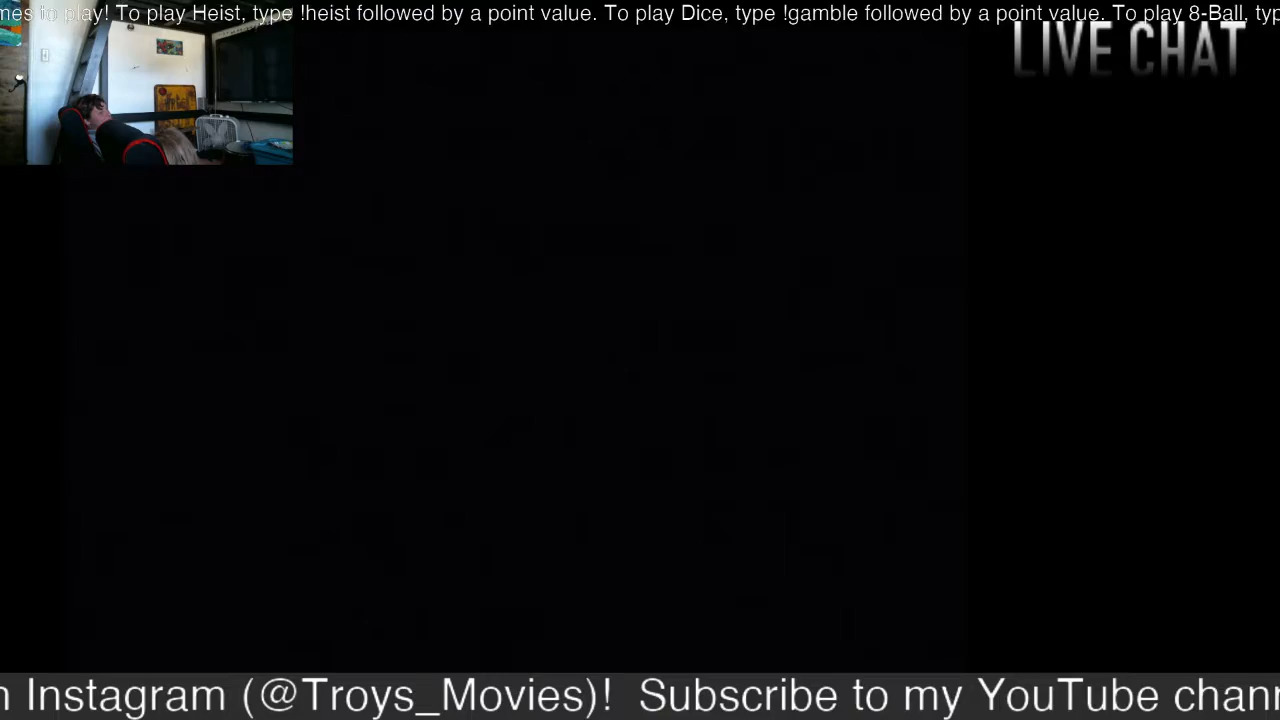 mes to play! To play Heist, type !heist followed by a point value. To play Dice, type !gamble followed by a point value. To play 8-Ball, typ
LIVE CHAT
n Instagram (@Troys_Movies)!  Subscribe to my YouTube chann